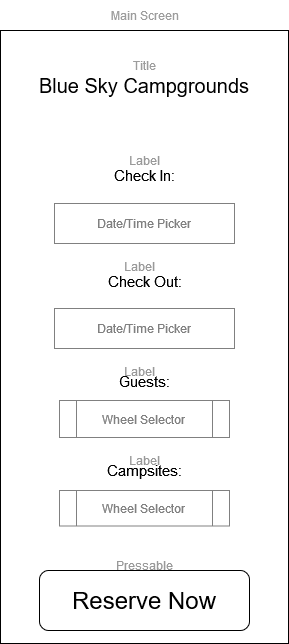 Main Screen
Title
Blue Sky Campgrounds
Label
Check In:
Date/Time Picker
Label
Check Out:
Date/Time Picker
Label
Guests:
Wheel Selector
Label
Campsites:
Wheel Selector
Pressable
Reserve Now